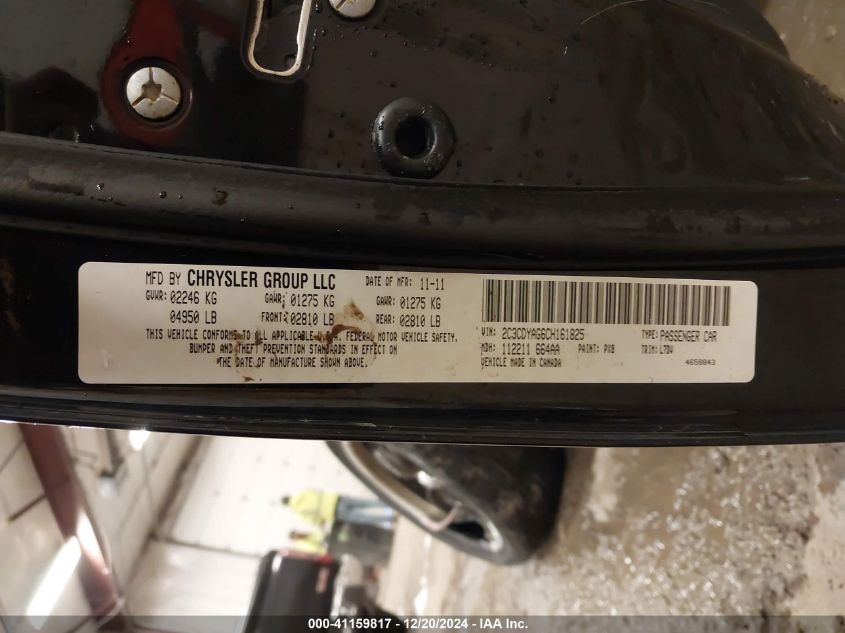 MFD BY CHRYSLER GROUP LLC DATE OF MFR: 11-11
GVWR: 02246 KG GAWR: 01275 KG GAWR: 01275 KG
04950 LB FRONT: 02810 LB REAR: 02810 LB
THIS VEHICLE CONFORMS TO ALL APPLICABLE U.S.A. FEDERAL MOTOR VEHICLE SAFETY,
BUMPER AND THEFT PREVENTION STANDARDS IN EFFECT ON
THE DATE OF MANUFACTURE SHOWN ABOVE.
VIN: 2C3CDYAG6CH161825 TYPE: PASSENGER CAR
MDH: 112211 664AA PAINT: PX8 TRIM: L7DV
VEHICLE MADE IN CANADA 4658843
000-41159817 - 12/20/2024 - IAA Inc.